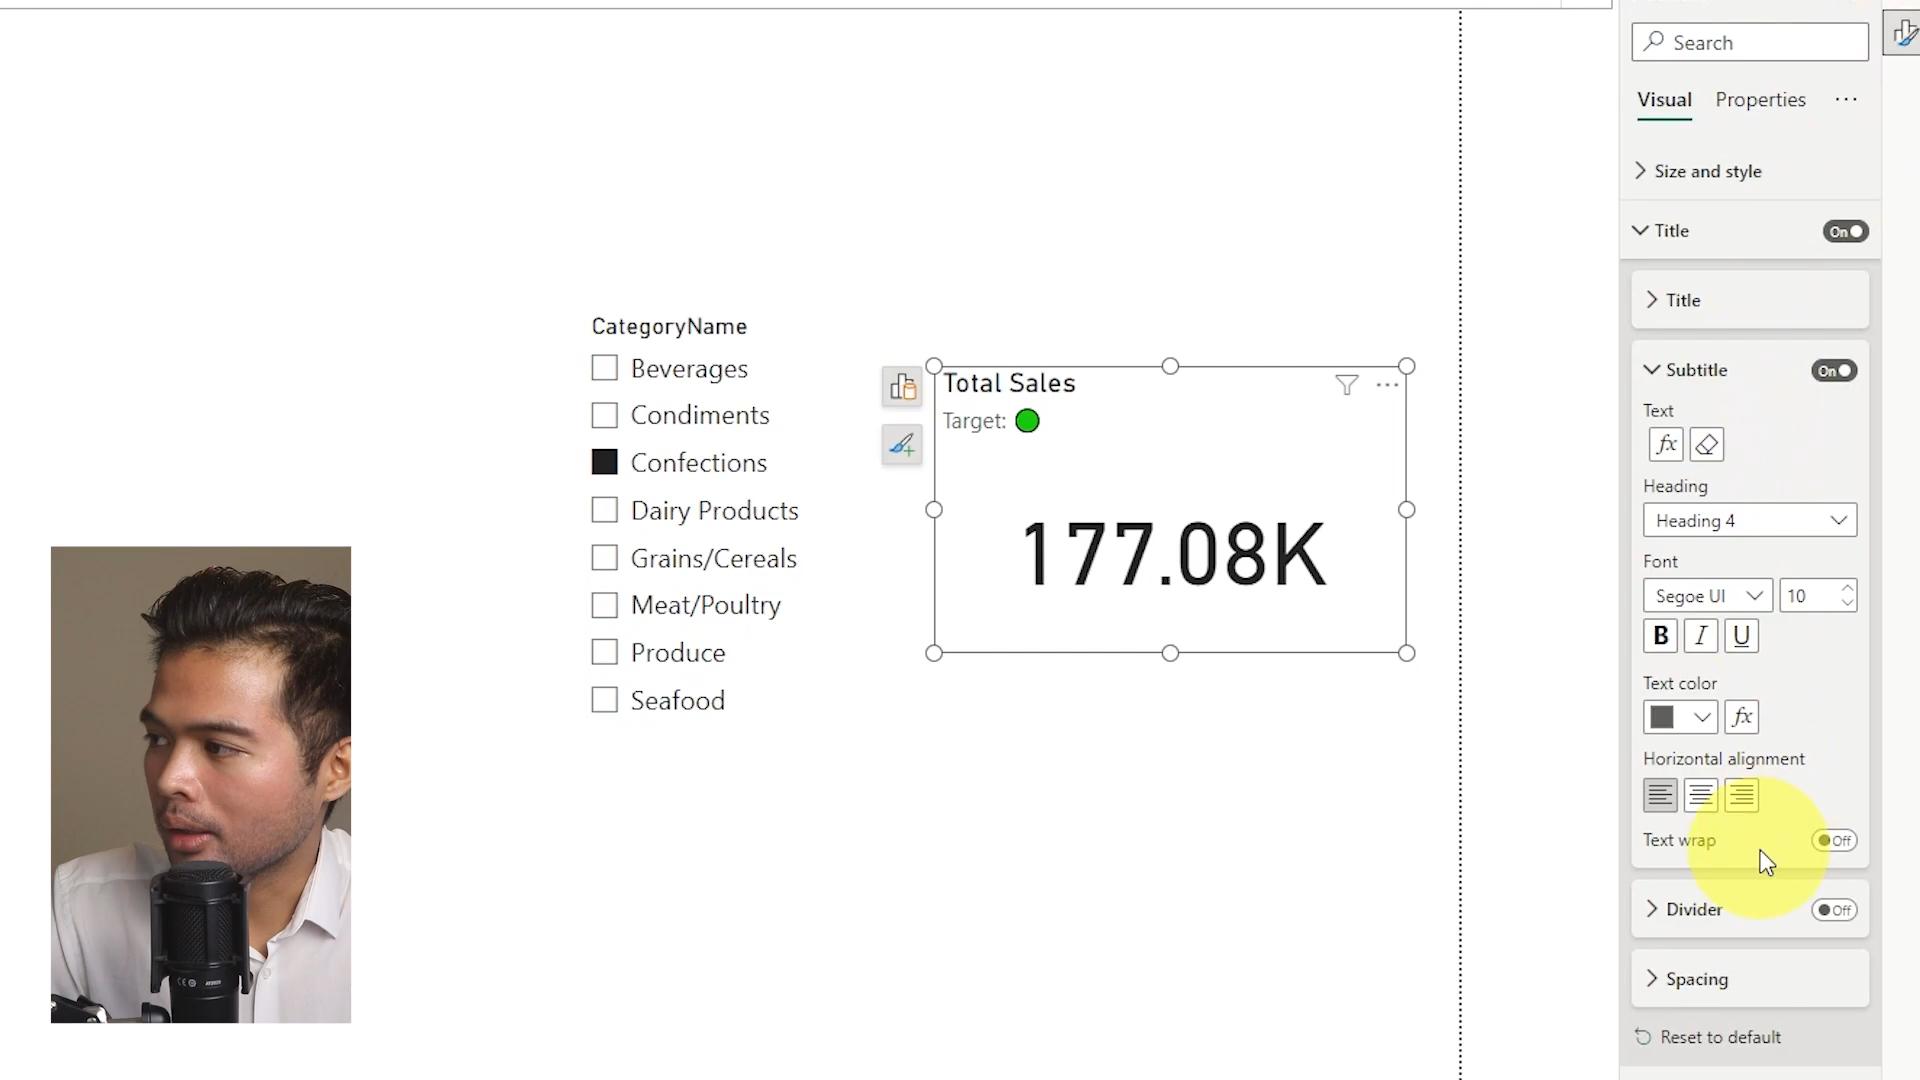 CategoryName
Beverages
Condiments
Confections
Dairy Products
Grains/Cereals
Meat/Poultry
Produce
Seafood
Total Sales
Target:
177.08K
Search
Visual Properties
Size and style
Title On
Title
Subtitle On
Text
fx
Heading
Heading 4
Font
Segoe UI 10
B I U
Text color
fx
Horizontal alignment
Text wrap Off
Divider Off
Spacing
Reset to default